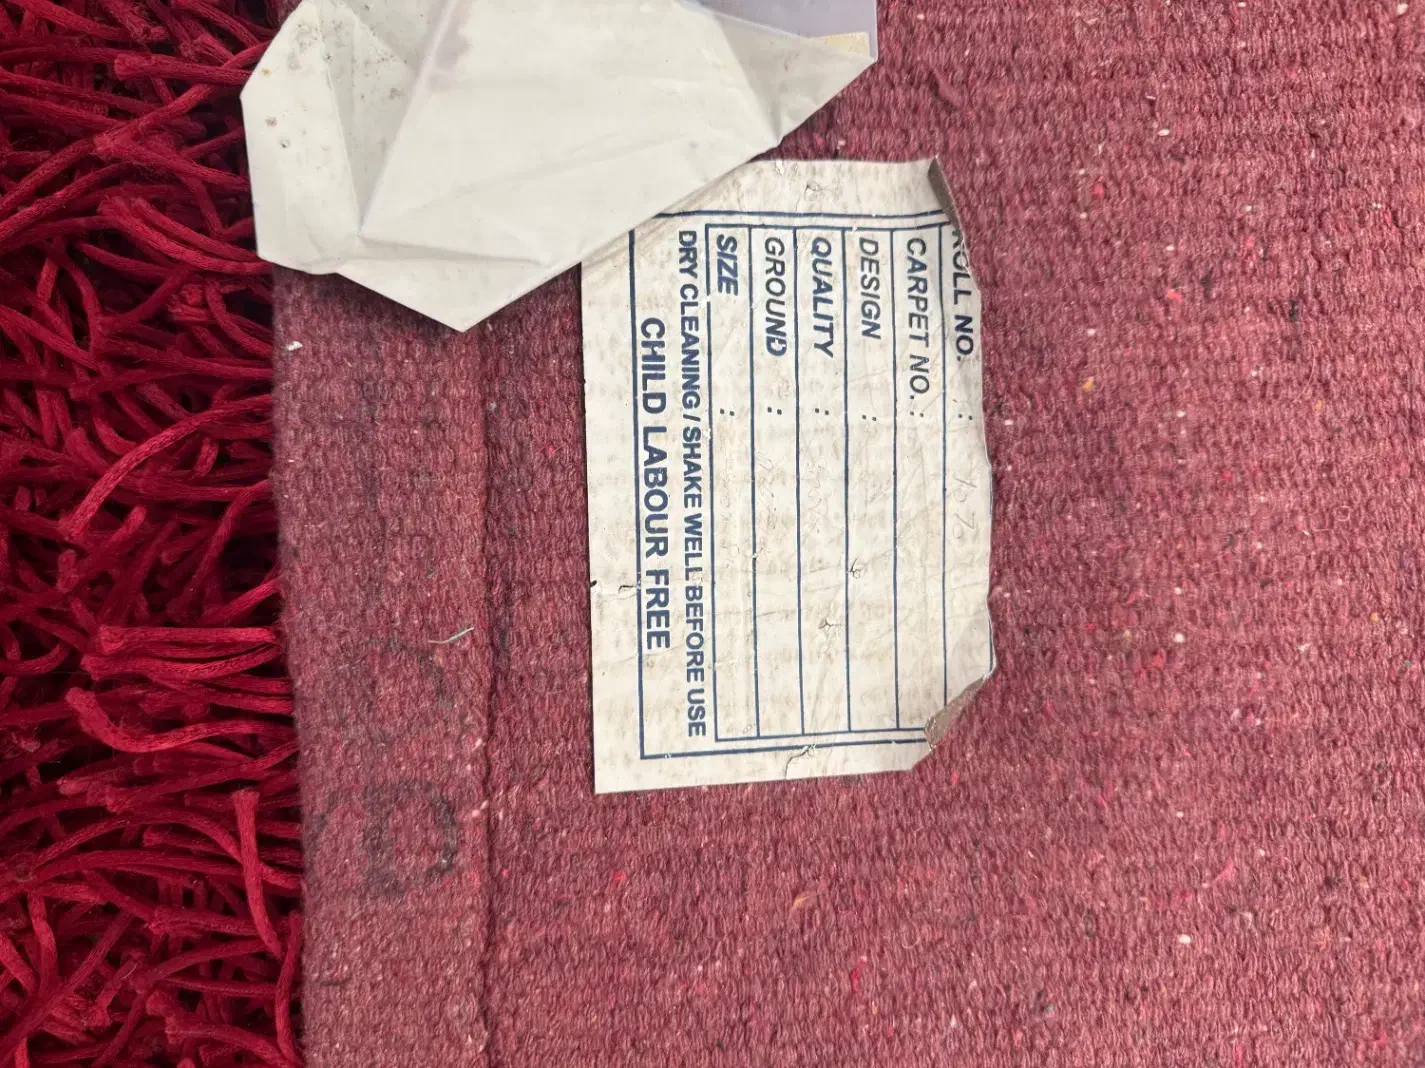 ROLL NO. :
CARPET NO. :
DESIGN :
QUALITY :
GROUND :
SIZE :
DRY CLEANING / SHAKE WELL BEFORE USE
CHILD LABOUR FREE